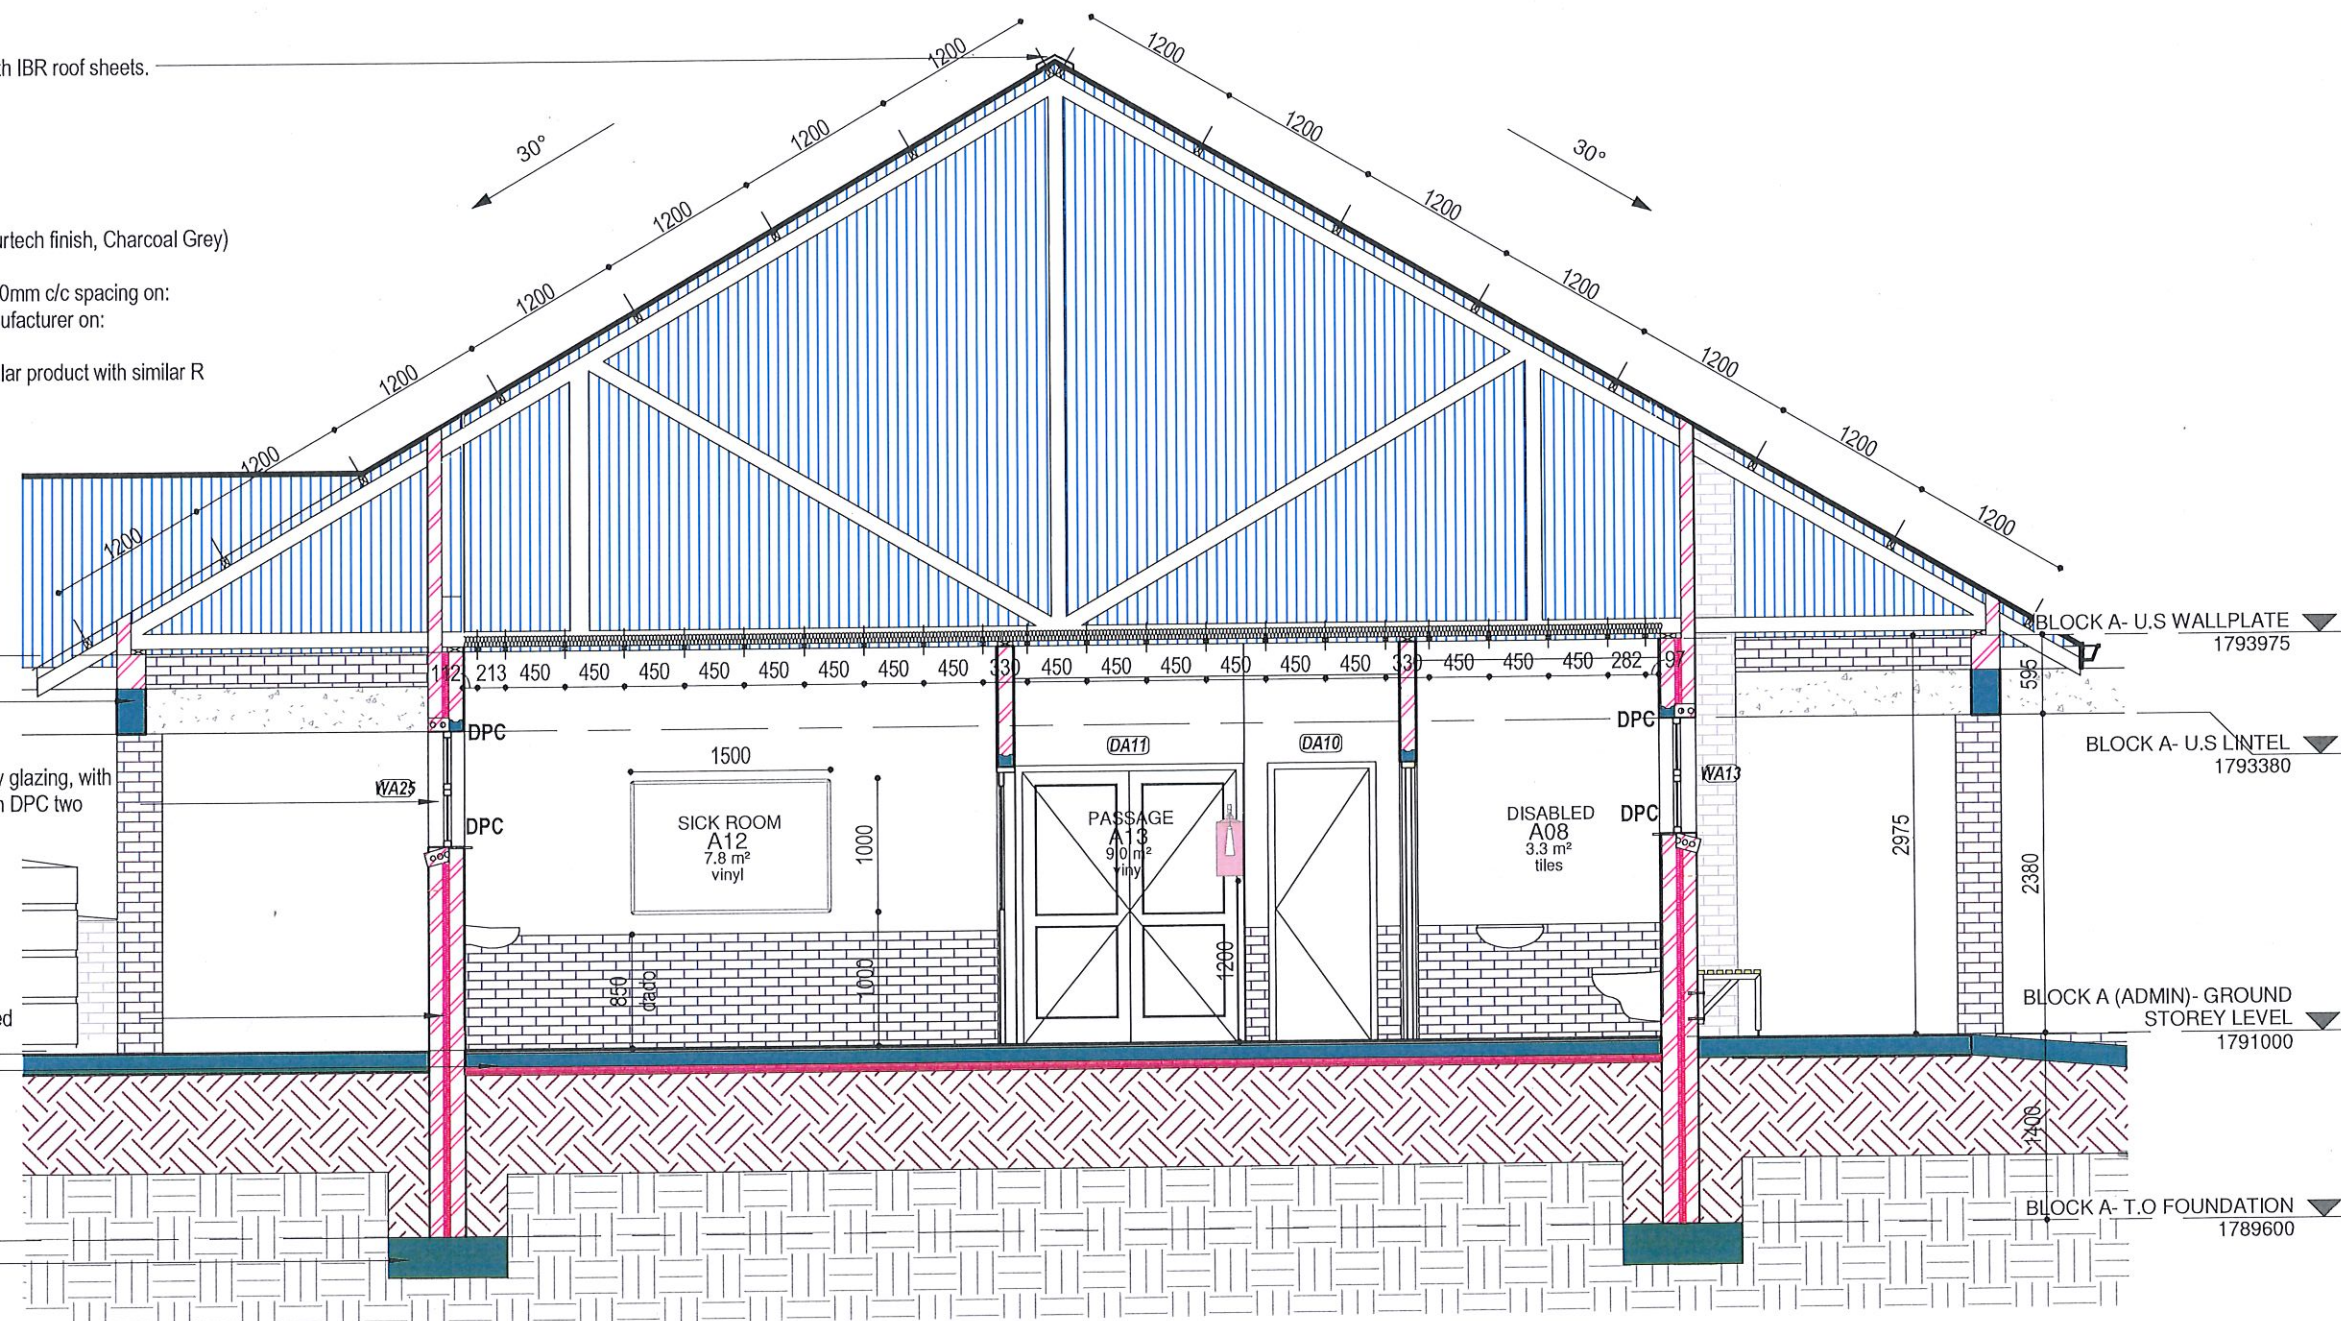 h IBR roof sheets.
1200
1200
1200
1200
1200
1200
1200
1200
1200
1200
1200
1200
1200
1200
30°
30°
rtech finish, Charcoal Grey)
0mm c/c spacing on:
ufacturer on:
lar product with similar R
112 213 450 450 450 450 450 450 450 450 330 450 450 450 450 450 450 330 450 450 450 282 97
DPC
DPC
DPC
DPC
WA25
WA13
DA11
DA10
1500
1000
1000
850
dado
1200
SICK ROOM
A12
7.8 m²
vinyl
PASSAGE
A13
9.0 m²
vinyl
DISABLED
A08
3.3 m²
tiles
glazing, with
DPC two
ed
2975
595
2380
1400
BLOCK A- U.S WALLPLATE
1793975
BLOCK A- U.S LINTEL
1793380
BLOCK A (ADMIN)- GROUND
STOREY LEVEL
1791000
BLOCK A- T.O FOUNDATION
1789600